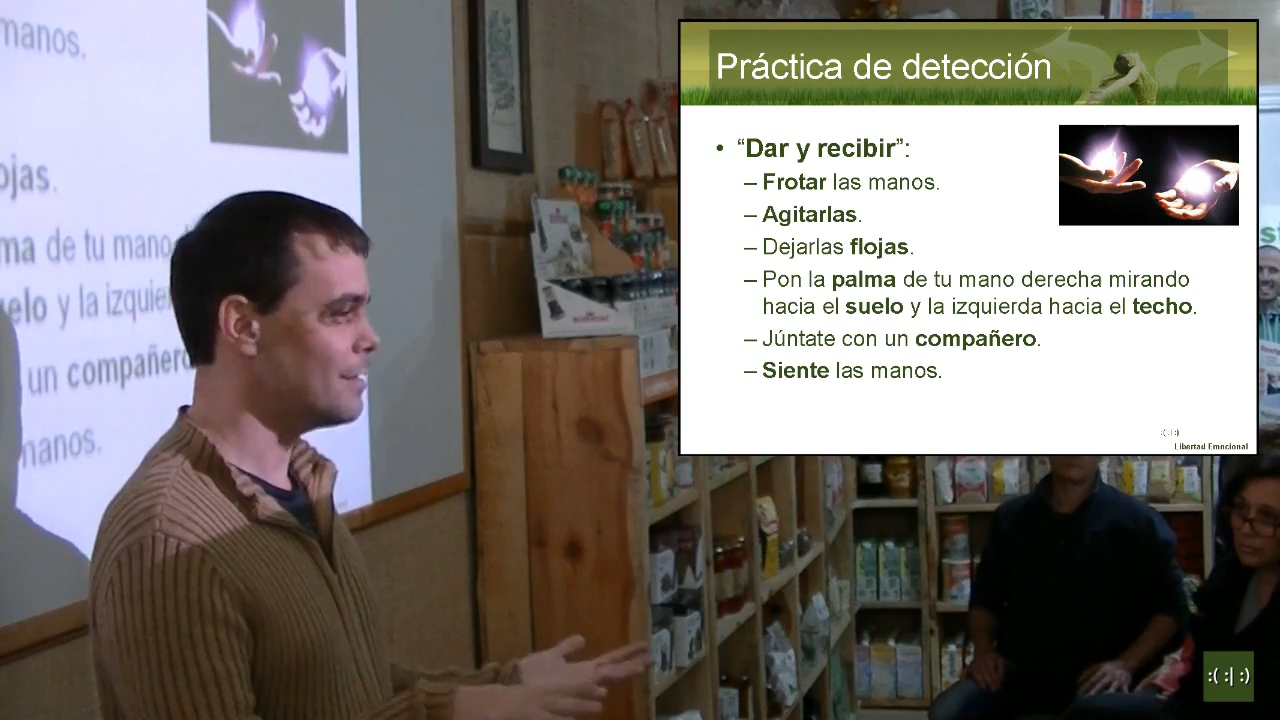 manos.
ojas.
ma de tu mano
elo y la izquie
un compañero
manos.
Práctica de detección
• “Dar y recibir”:
– Frotar las manos.
– Agitarlas.
– Dejarlas flojas.
– Pon la palma de tu mano derecha mirando
hacia el suelo y la izquierda hacia el techo.
– Júntate con un compañero.
– Siente las manos.
:( :| :)
Libertad Emocional
:( :| :)